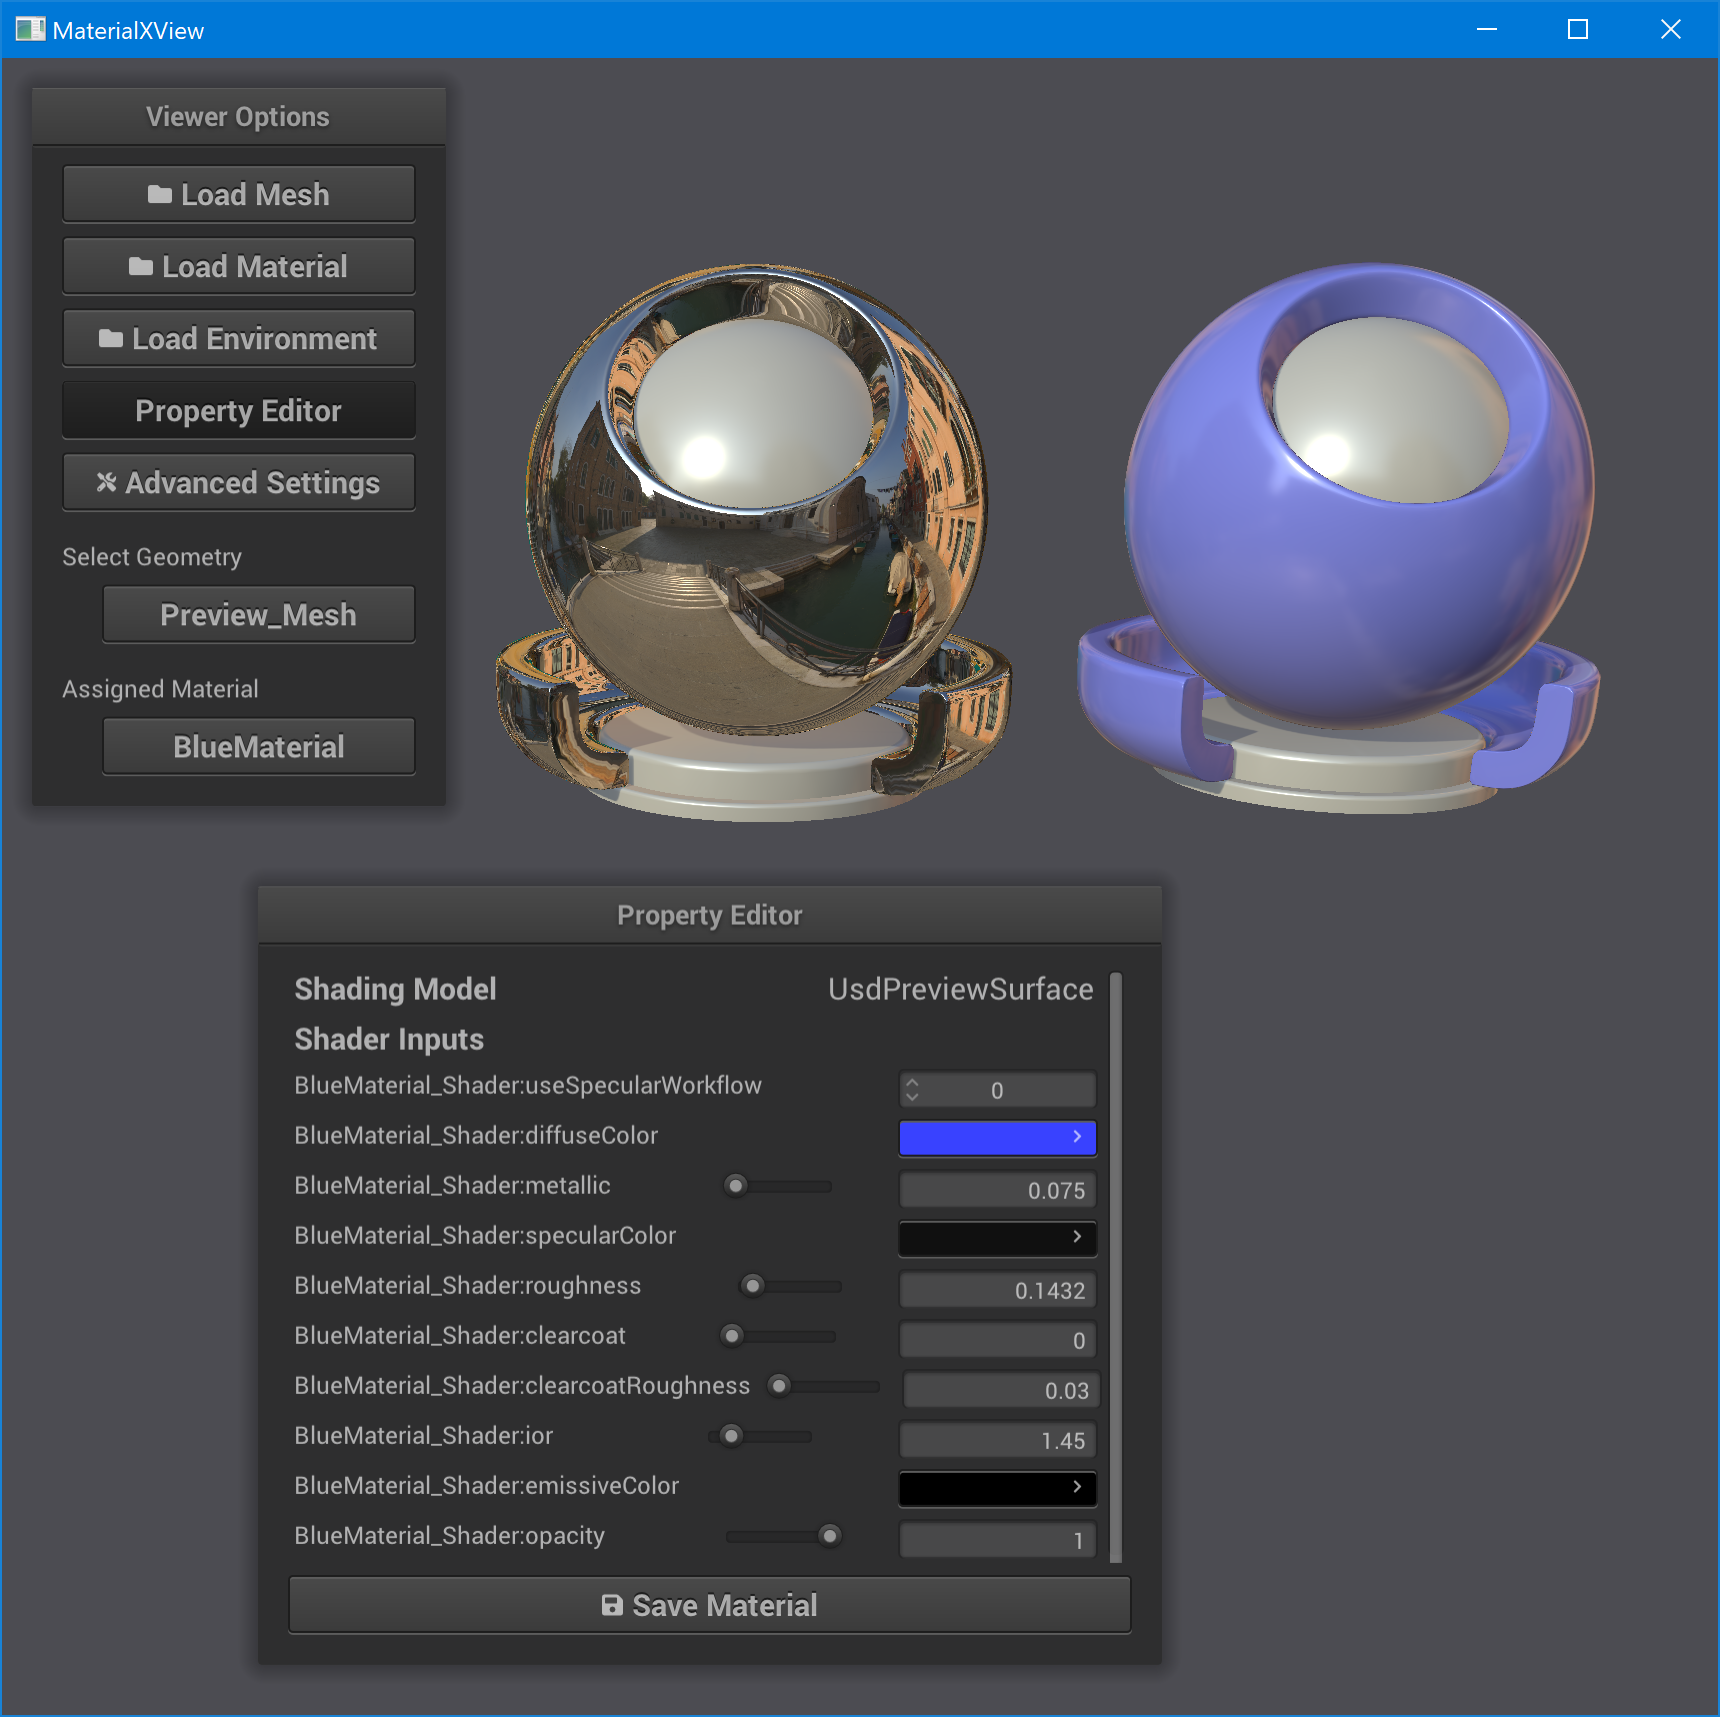 MaterialXView
Viewer Options
Load Mesh
Load Material
Load Environment
Property Editor
Advanced Settings
Select Geometry
Preview_Mesh
Assigned Material
BlueMaterial
Property Editor
Shading Model UsdPreviewSurface
Shader Inputs
BlueMaterial_Shader:useSpecularWorkflow 0
BlueMaterial_Shader:diffuseColor
BlueMaterial_Shader:metallic 0.075
BlueMaterial_Shader:specularColor
BlueMaterial_Shader:roughness 0.1432
BlueMaterial_Shader:clearcoat 0
BlueMaterial_Shader:clearcoatRoughness 0.03
BlueMaterial_Shader:ior 1.45
BlueMaterial_Shader:emissiveColor
BlueMaterial_Shader:opacity 1
Save Material